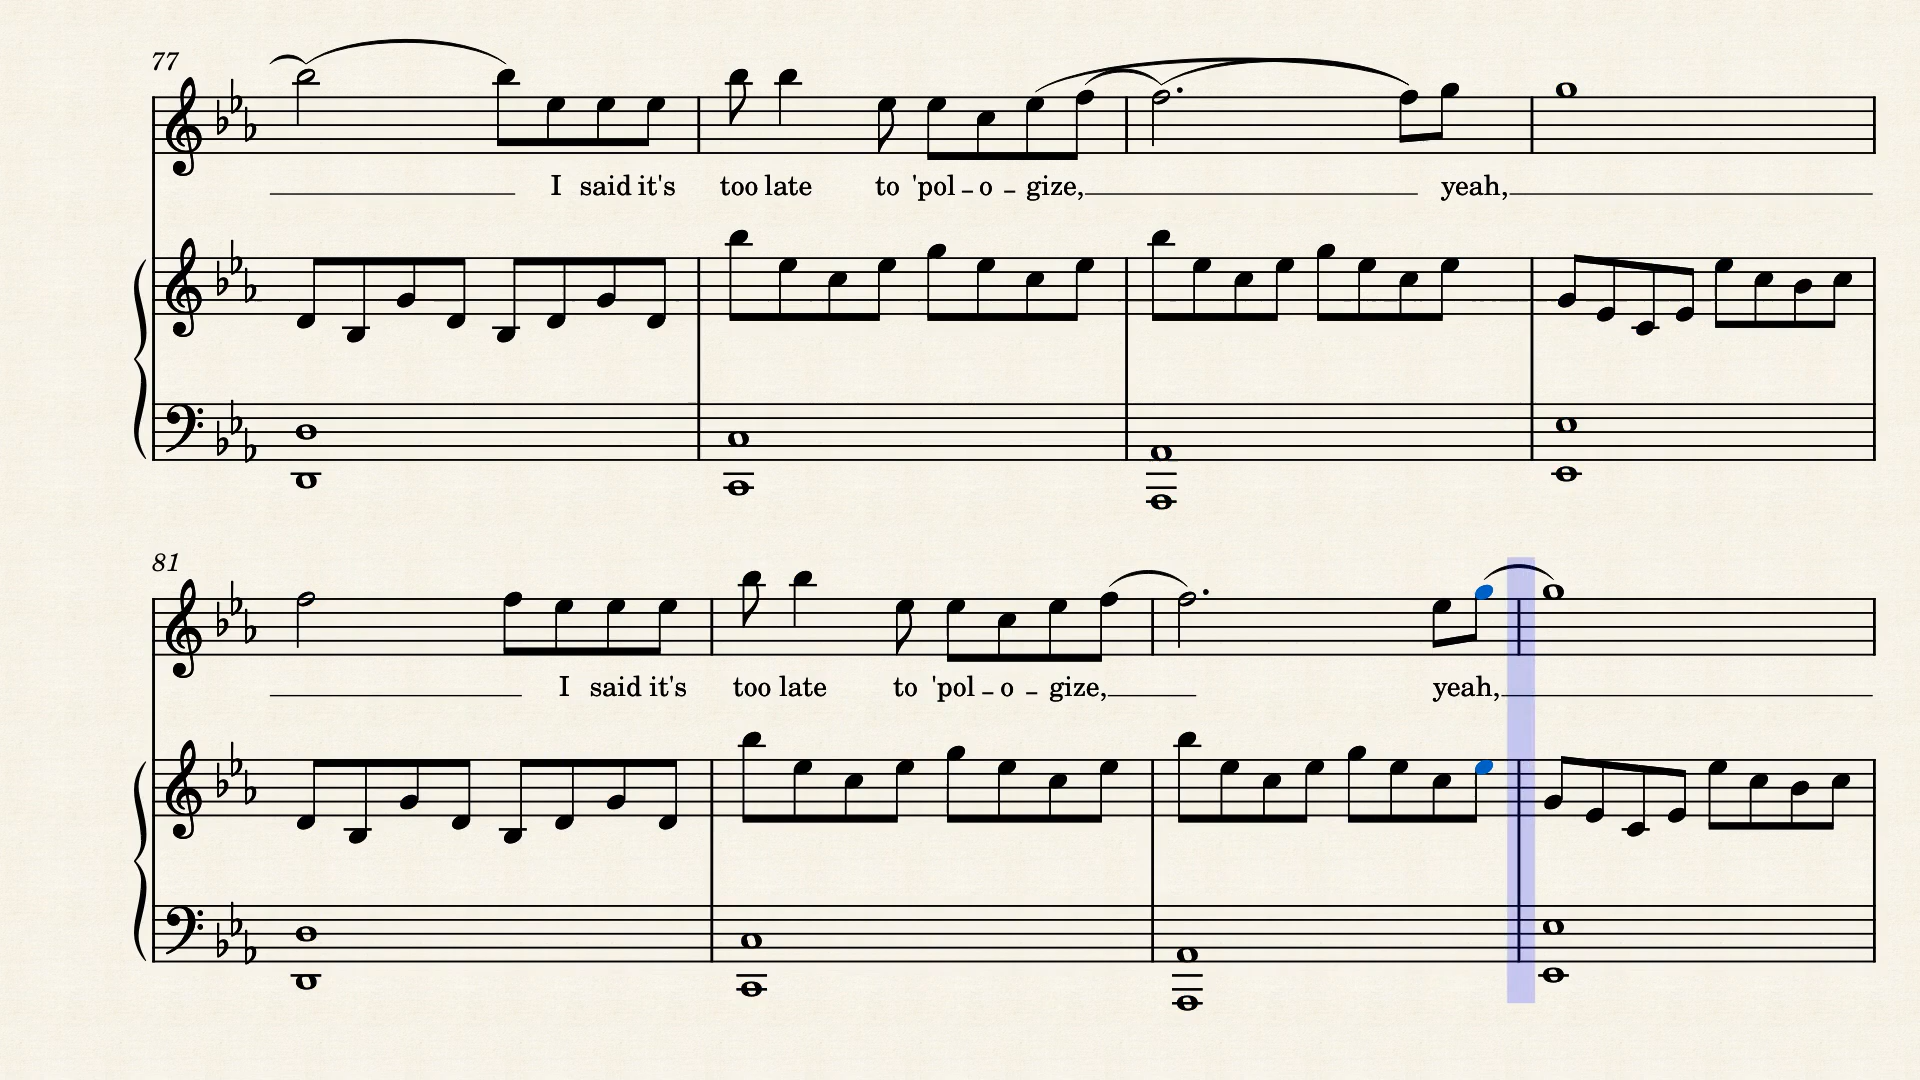 77
I said it's too late to 'pol - o - gize, yeah,
81
I said it's too late to 'pol - o - gize, yeah,